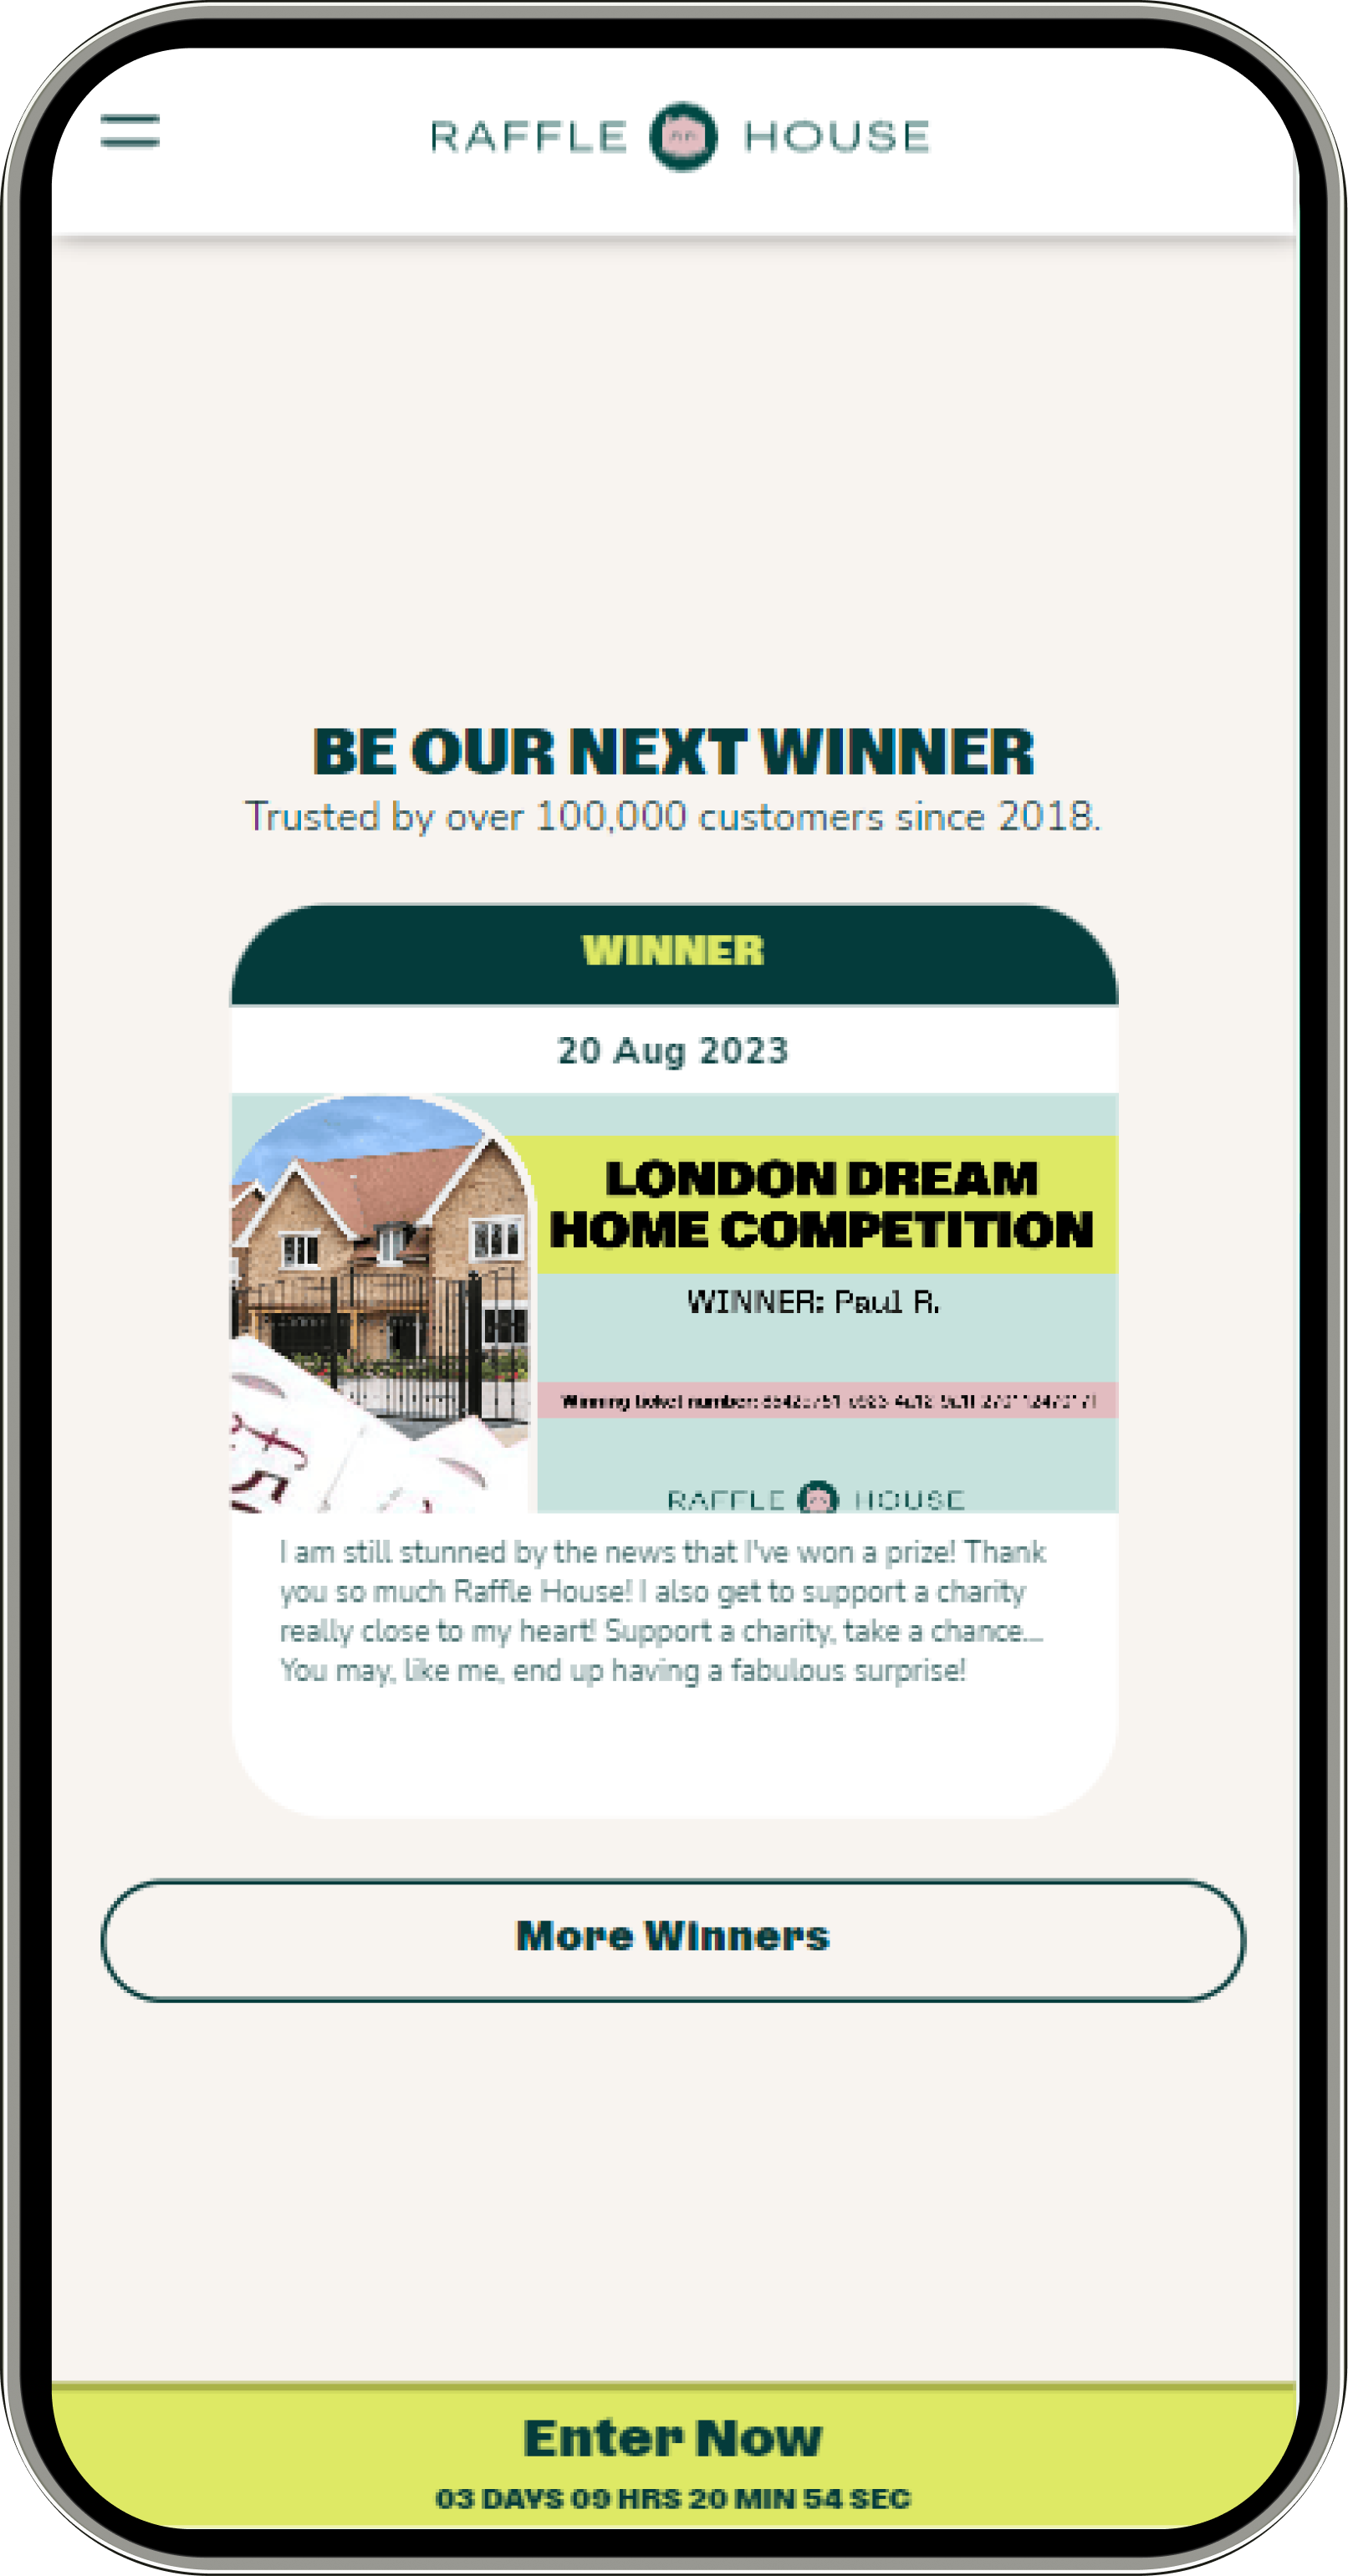 RAFFLE HOUSE
BE OUR NEXT WINNER
Trusted by over 100,000 customers since 2018.
WINNER
20 Aug 2023
LONDON DREAM
HOME COMPETITION
WINNER: Paul R.
Winning ticket number:
RAFFLE HOUSE
I am still stunned by the news that I've won a prize! Thank
you so much Raffle House! I also get to support a charity
really close to my heart! Support a charity, take a chance...
You may, like me, end up having a fabulous surprise!
More Winners
Enter Now
03 DAYS 09 HRS 20 MIN 54 SEC